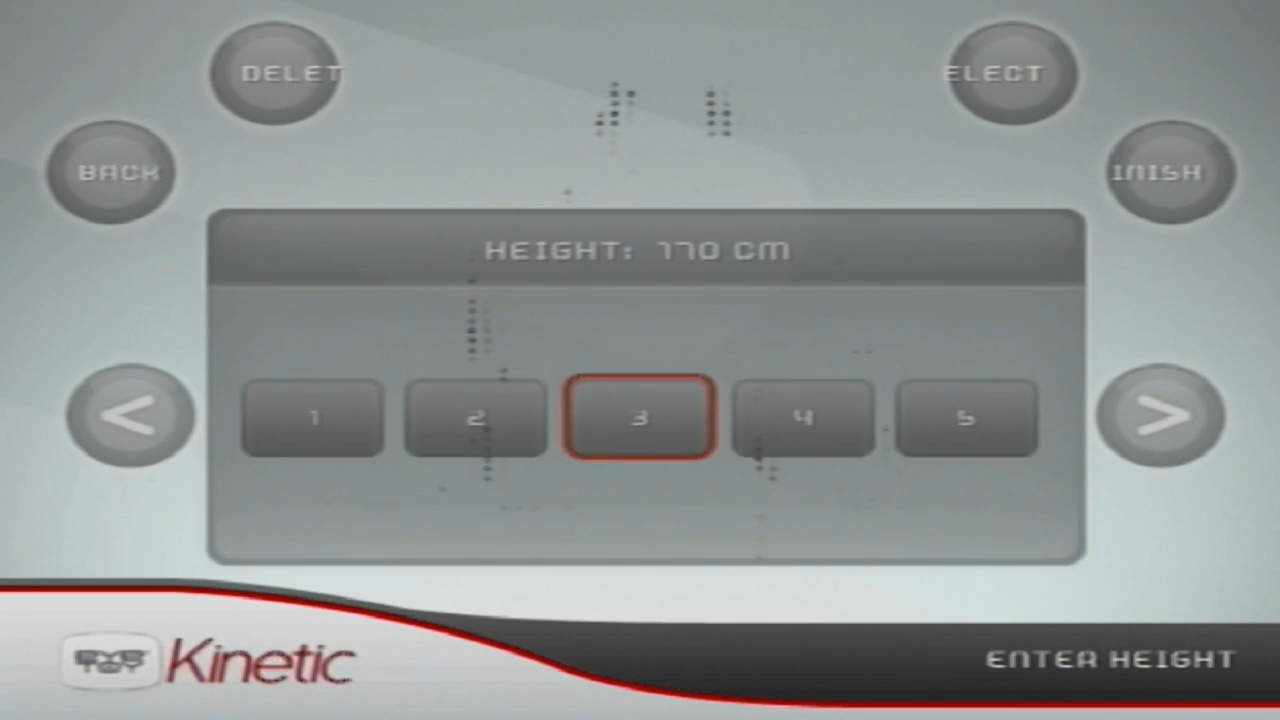 DELET
ELECT
BACK
INISH
HEIGHT: 170 CM
<
1 2 3 4 5
>
EYE TOY Kinetic
ENTER HEIGHT